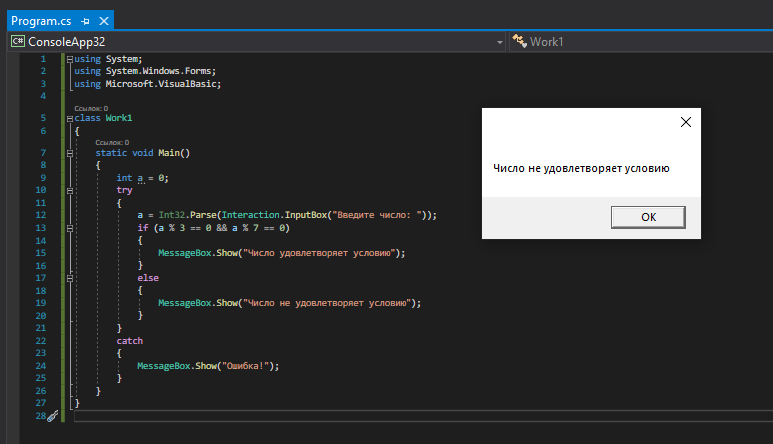 Program.cs
C# ConsoleApp32
Work1
1 using System;
2 using System.Windows.Forms;
3 using Microsoft.VisualBasic;
4
Ссылок: 0
5 class Work1
6 {
Ссылок: 0
7 static void Main()
8 {
9 int a = 0;
10 try
11 {
12 a = Int32.Parse(Interaction.InputBox("Введите число: "));
13 if (a % 3 == 0 && a % 7 == 0)
14 {
15 MessageBox.Show("Число удовлетворяет условию");
16 }
17 else
18 {
19 MessageBox.Show("Число не удовлетворяет условию");
20 }
21 }
22 catch
23 {
24 MessageBox.Show("Ошибка!");
25 }
26 }
27 }
28
Число не удовлетворяет условию
OK